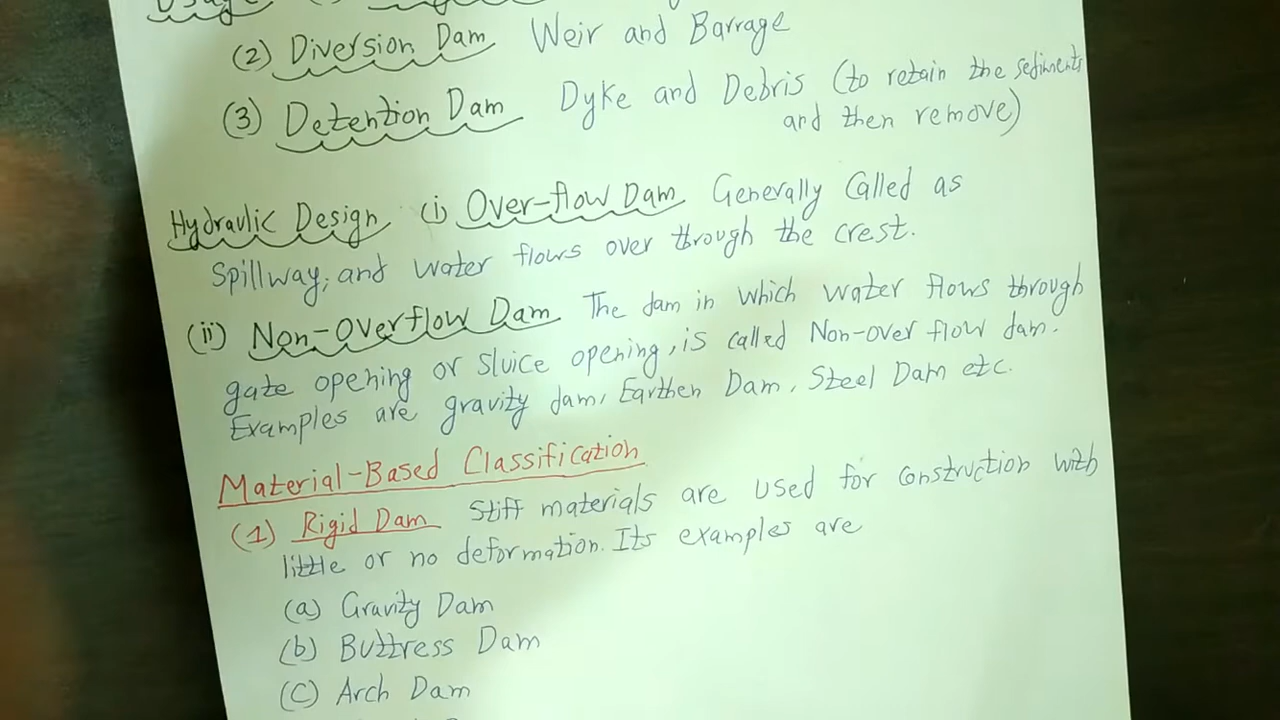 Usage
(2) Diversion Dam Weir and Barrage
(3) Detention Dam Dyke and Debris (to retain the sediments
and then remove)
Hydraulic Design (i) Over-flow Dam Generally Called as
Spillway, and water flows over through the crest.
(ii) Non-Overflow Dam The dam in which water flows through
gate opening or sluice opening, is called Non-over flow dam.
Examples are gravity dam, Earthen Dam, Steel Dam etc.
Material-Based Classification
(1) Rigid Dam Stiff materials are used for construction with
little or no deformation. Its examples are
(a) Gravity Dam
(b) Buttress Dam
(C) Arch Dam